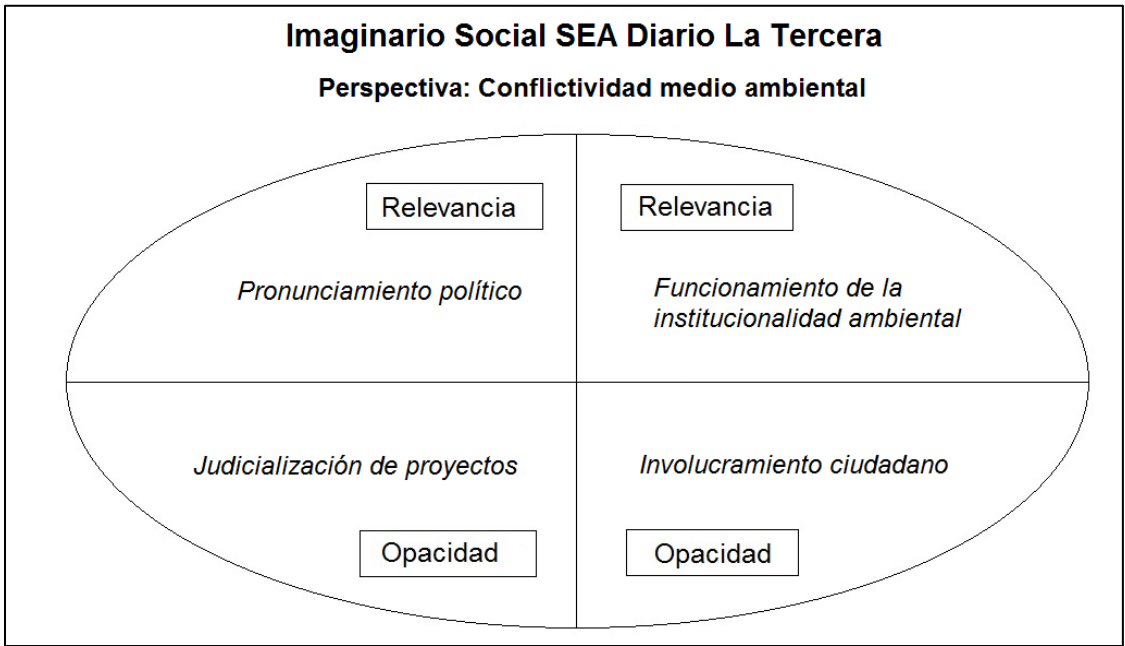 Imaginario Social SEA Diario La Tercera
Perspectiva: Conflictividad medio ambiental
Relevancia
Relevancia
Pronunciamiento político
Funcionamiento de la
institucionalidad ambiental
Judicialización de proyectos
Involucramiento ciudadano
Opacidad
Opacidad